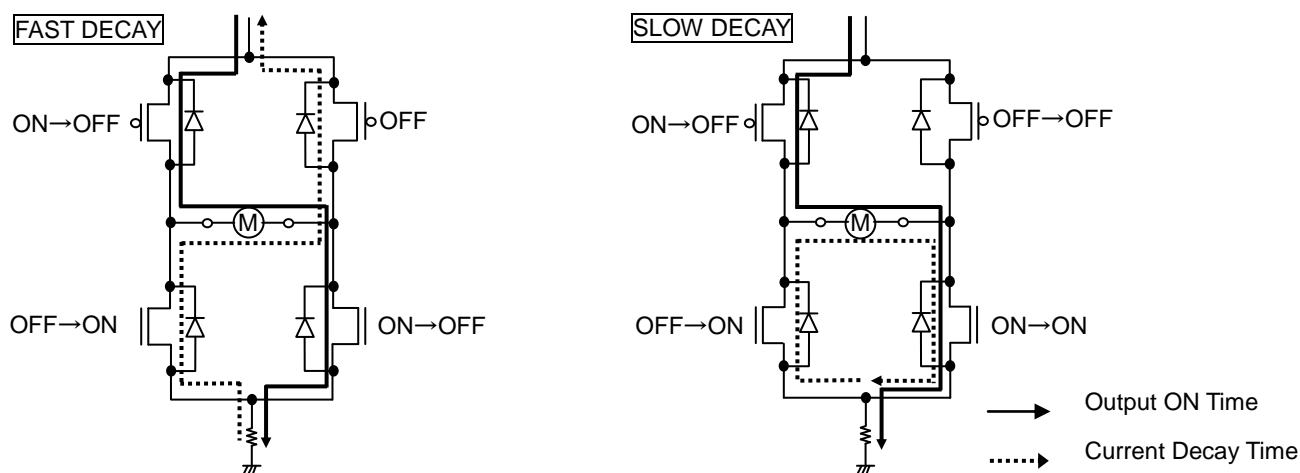 FAST DECAY
ON→OFF
OFF
M
OFF→ON
ON→OFF
SLOW DECAY
ON→OFF
OFF→OFF
M
OFF→ON
ON→ON
Output ON Time
Current Decay Time